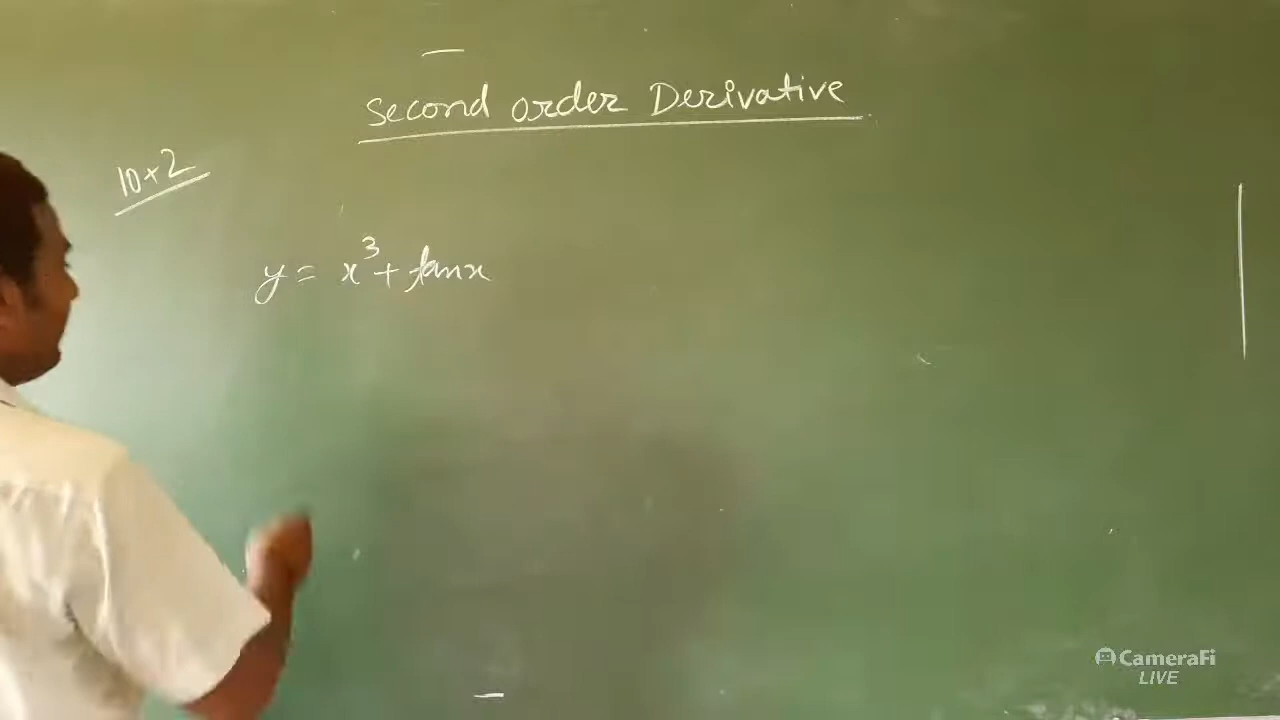 Second order Derivative
10+2
y = x³ + tanx
CameraFi
LIVE